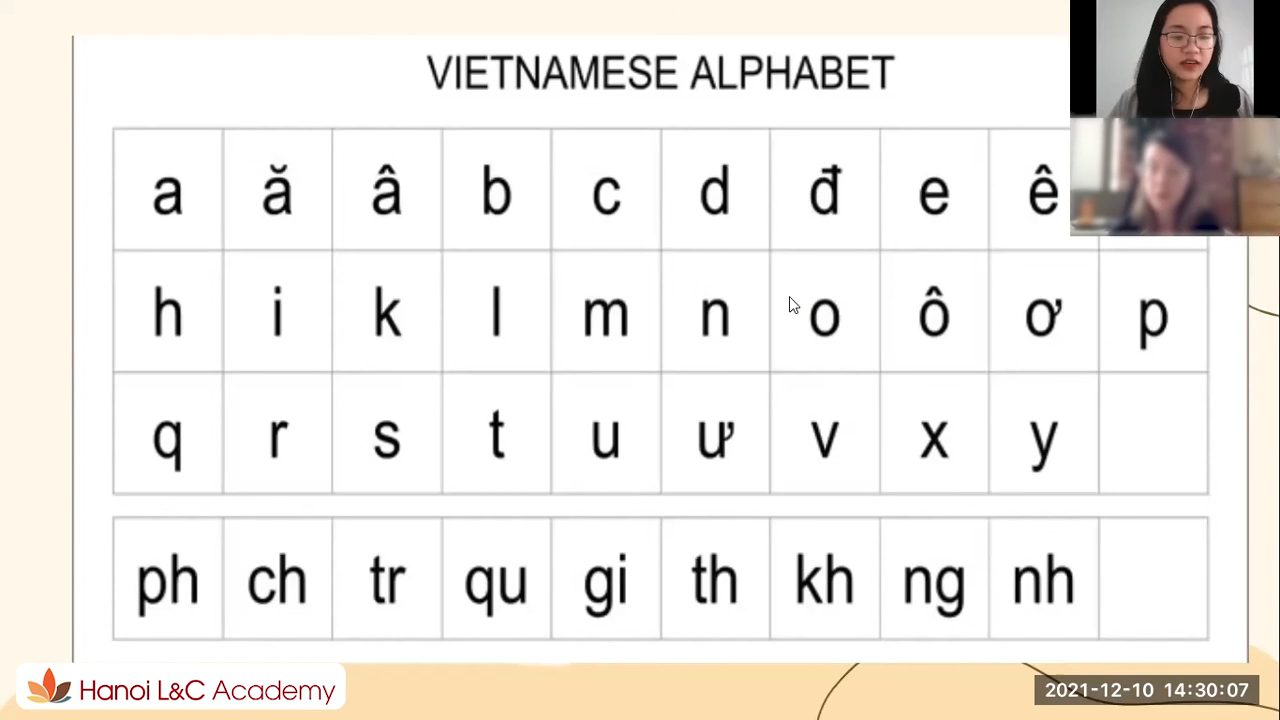 VIETNAMESE ALPHABET
a ă â b c d đ e ê
h i k l m n o ô ơ p
q r s t u ư v x y
ph ch tr qu gi th kh ng nh
Hanoi L&C Academy
2021-12-10 14:30:07